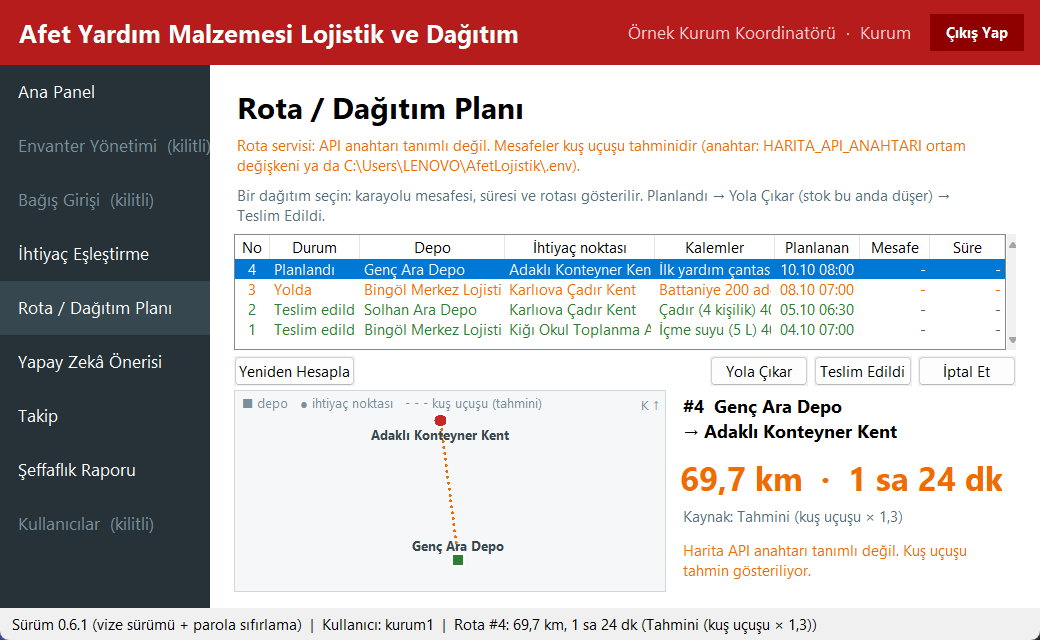 Afet Yardım Malzemesi Lojistik ve Dağıtım
Örnek Kurum Koordinatörü · Kurum
Çıkış Yap
Ana Panel
Envanter Yönetimi (kilitli)
Bağış Girişi (kilitli)
İhtiyaç Eşleştirme
Rota / Dağıtım Planı
Yapay Zekâ Önerisi
Takip
Şeffaflık Raporu
Kullanıcılar (kilitli)
Rota / Dağıtım Planı
Rota servisi: API anahtarı tanımlı değil. Mesafeler kuş uçuşu tahminidir (anahtar: HARITA_API_ANAHTARI ortam
değişkeni ya da C:\Users\LENOVO\AfetLojistik\.env).
Bir dağıtım seçin: karayolu mesafesi, süresi ve rotası gösterilir. Planlandı → Yola Çıkar (stok bu anda düşer) →
Teslim Edildi.
No Durum Depo İhtiyaç noktası Kalemler Planlanan Mesafe Süre
4 Planlandı Genç Ara Depo Adaklı Konteyner Ken İlk yardım çantas 10.10 08:00 - -
3 Yolda Bingöl Merkez Lojisti Karlıova Çadır Kent Battaniye 200 ad 08.10 07:00 - -
2 Teslim edild Solhan Ara Depo Karlıova Çadır Kent Çadır (4 kişilik) 4 05.10 06:30 - -
1 Teslim edild Bingöl Merkez Lojisti Kığı Okul Toplanma A İçme suyu (5 L) 4 04.10 07:00 - -
Yeniden Hesapla
Yola Çıkar
Teslim Edildi
İptal Et
depo ihtiyaç noktası - - - kuş uçuşu (tahmini)
K ↑
Adaklı Konteyner Kent
Genç Ara Depo
#4 Genç Ara Depo
→ Adaklı Konteyner Kent
69,7 km · 1 sa 24 dk
Kaynak: Tahmini (kuş uçuşu × 1,3)
Harita API anahtarı tanımlı değil. Kuş uçuşu
tahmin gösteriliyor.
Sürüm 0.6.1 (vize sürümü + parola sıfırlama) | Kullanıcı: kurum1 | Rota #4: 69,7 km, 1 sa 24 dk (Tahmini (kuş uçuşu × 1,3))